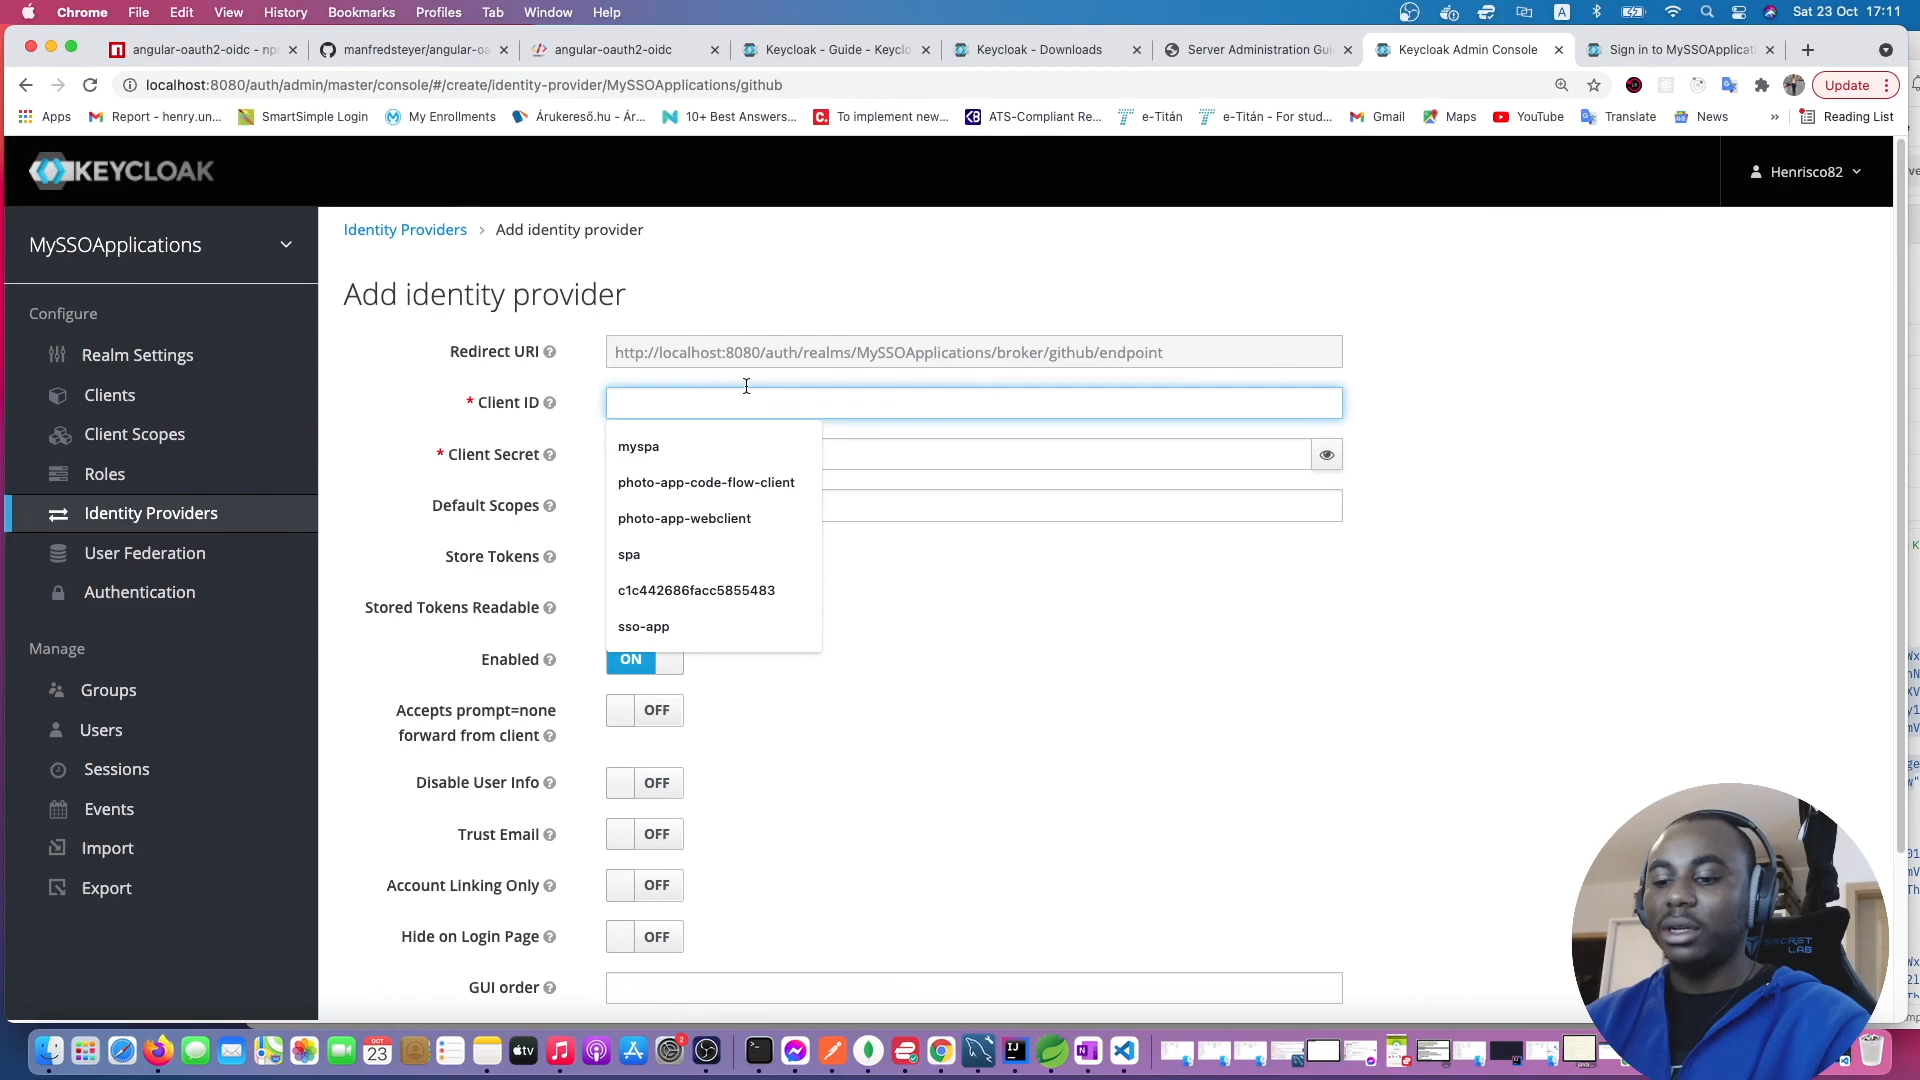 Chrome File Edit View History Bookmarks Profiles Tab Window Help
A
Sat 23 Oct 17:11
angular-oauth2-oidc - np
manfredsteyer/angular-oa
angular-oauth2-oidc
Keycloak - Guide - Keyclo
Keycloak - Downloads
Server Administration Gui
Keycloak Admin Console
Sign in to MySSOApplicat
localhost:8080/auth/admin/master/console/#/create/identity-provider/MySSOApplications/github
Update
Apps
Report - henry.un...
SmartSimple Login
My Enrollments
Árukereső.hu - Ár...
10+ Best Answers...
To implement new...
ATS-Compliant Re...
e-Titán
e-Titán - For stud...
Gmail
Maps
YouTube
Translate
News
»
Reading List
KEYCLOAK
Henrisco82
MySSOApplications
Configure
Realm Settings
Clients
Client Scopes
Roles
Identity Providers
User Federation
Authentication
Manage
Groups
Users
Sessions
Events
Import
Export
Identity Providers > Add identity provider
Add identity provider
Redirect URI
http://localhost:8080/auth/realms/MySSOApplications/broker/github/endpoint
* Client ID
myspa
photo-app-code-flow-client
photo-app-webclient
spa
c1c442686facc5855483
sso-app
* Client Secret
Default Scopes
Store Tokens
Stored Tokens Readable
Enabled
ON
Accepts prompt=none
forward from client
OFF
Disable User Info
OFF
Trust Email
OFF
Account Linking Only
OFF
Hide on Login Page
OFF
GUI order
SECRET
LAB
OCT
23
tv
2